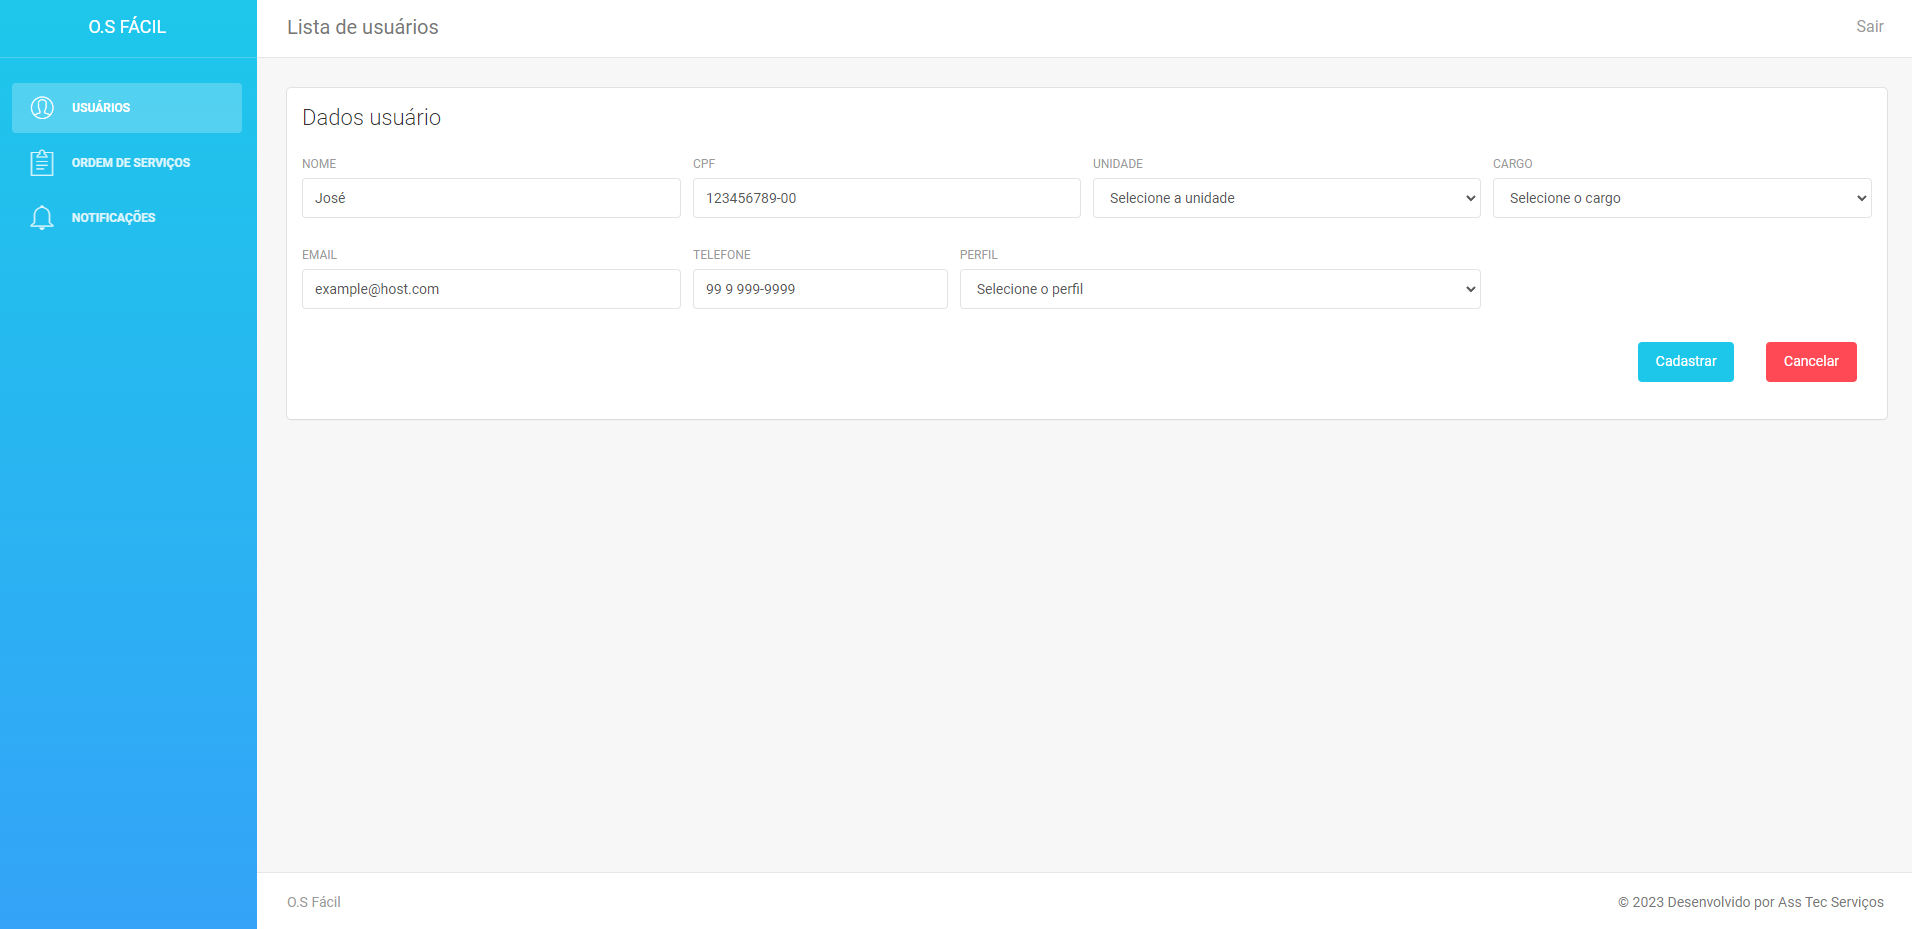 O.S FÁCIL
Lista de usuários
Sair
USUÁRIOS
ORDEM DE SERVIÇOS
NOTIFICAÇÕES
Dados usuário
NOME
CPF
UNIDADE
CARGO
José
123456789-00
Selecione a unidade
Selecione o cargo
EMAIL
TELEFONE
PERFIL
example@host.com
99 9 999-9999
Selecione o perfil
Cadastrar
Cancelar
O.S Fácil
© 2023 Desenvolvido por Ass Tec Serviços